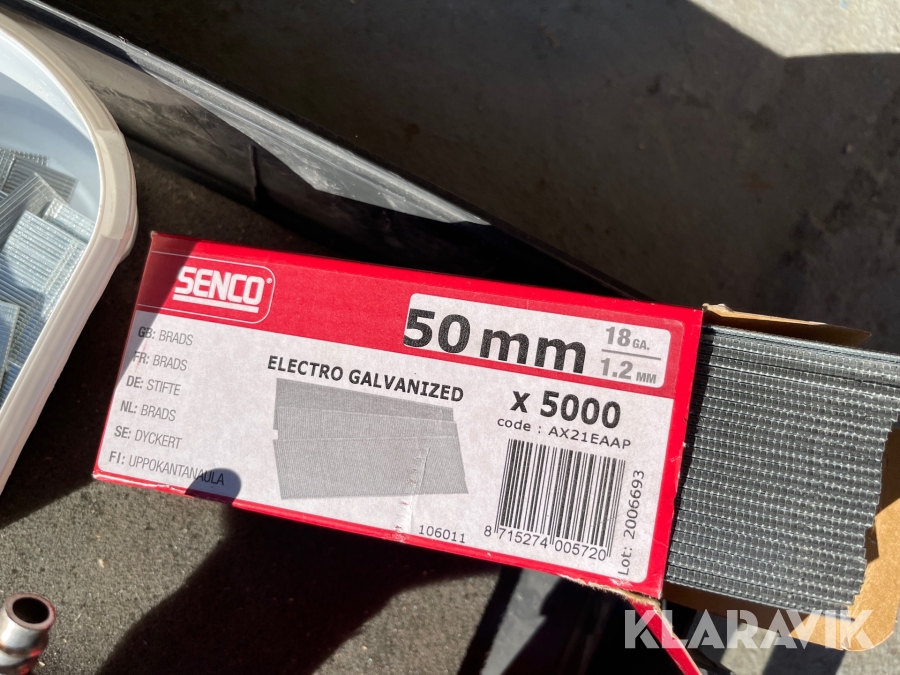 SENCO®
50 mm
18 GA.
1.2 MM
GB: BRADS
FR: BRADS
DE: STIFTE
NL: BRADS
SE: DYCKERT
FI: UPPOKANTANAULA
ELECTRO GALVANIZED
x 5000
code : AX21EAAP
106011
8 715274 005720
Lot: 2006693
KLARAVIK